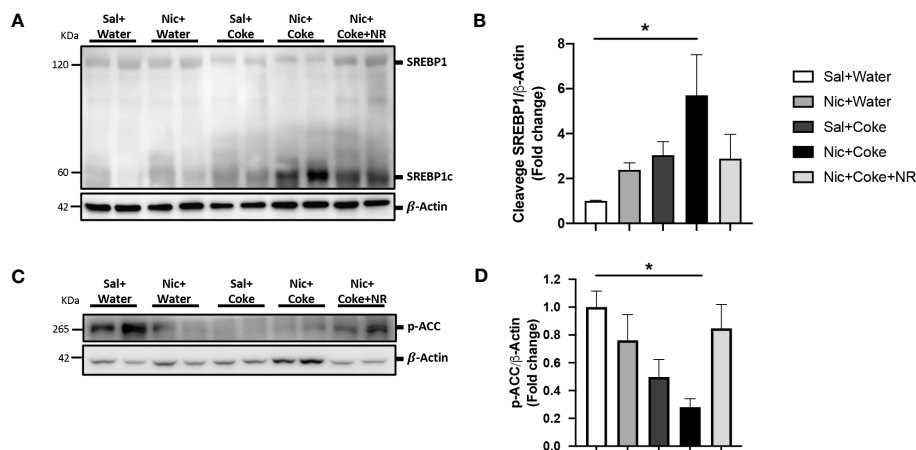 A
Sal+
Water
Nic+
Water
Sal+
Coke
Nic+
Coke
Nic+
Coke+NR
KDa
120
SREBP1
60
SREBP1c
42
β-Actin
B
Cleavege SREBP1/β-Actin
(Fold change)
8
6
4
2
0
*
Sal+Water
Nic+Water
Sal+Coke
Nic+Coke
Nic+Coke+NR
C
Sal+
Water
Nic+
Water
Sal+
Coke
Nic+
Coke
Nic+
Coke+NR
KDa
265
p-ACC
42
β-Actin
D
p-ACC/β-Actin
(Fold change)
1.2
1.0
0.8
0.6
0.4
0.2
0.0
*